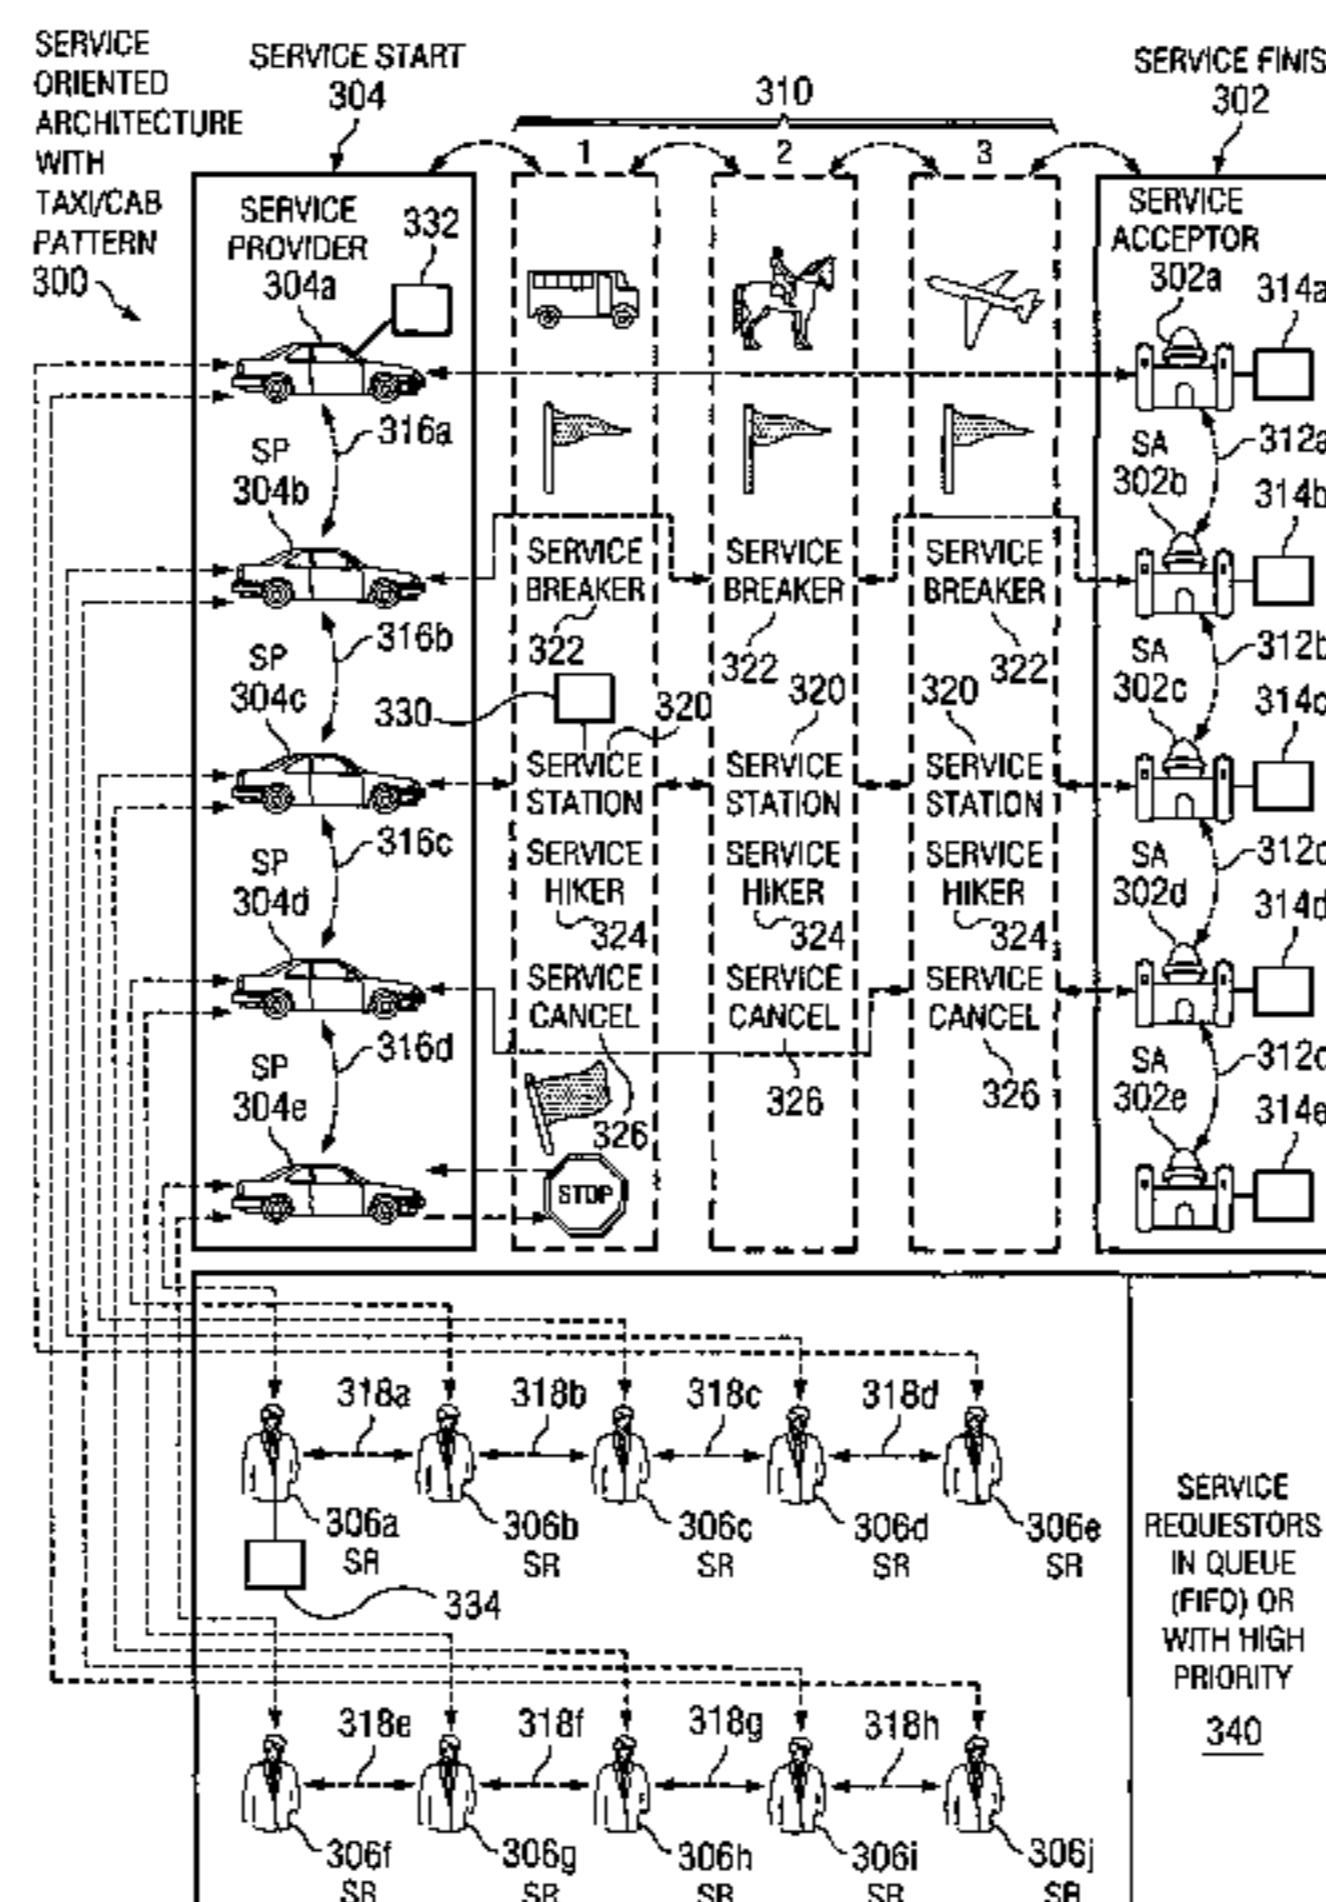 SERVICE
ORIENTED
ARCHITECTURE
WITH
TAXI/CAB
PATTERN
300
SERVICE START
304
310
SERVICE FINIS
302
1
2
3
SERVICE
PROVIDER
304a
332
SERVICE
ACCEPTOR
302a
314a
316a
SP
304b
SA
302b
312a
314b
SERVICE
BREAKER
322
SERVICE
BREAKER
322
SERVICE
BREAKER
322
316b
SP
304c
SA
302c
312b
314c
330
320
320
320
SERVICE
STATION
SERVICE
STATION
SERVICE
STATION
316c
SP
304d
SERVICE
HIKER
324
SERVICE
HIKER
324
SERVICE
HIKER
324
SA
302d
312c
314d
SERVICE
CANCEL
326
SERVICE
CANCEL
326
SERVICE
CANCEL
326
316d
SP
304e
SA
302e
312d
314e
STOP
318a
318b
318c
318d
306a
SR
306b
SR
306c
SR
306d
SR
306e
SR
334
SERVICE
REQUESTORS
IN QUEUE
(FIFO) OR
WITH HIGH
PRIORITY
340
318e
318f
318g
318h
306f
SR
306g
SR
306h
SR
306i
SR
306j
SR